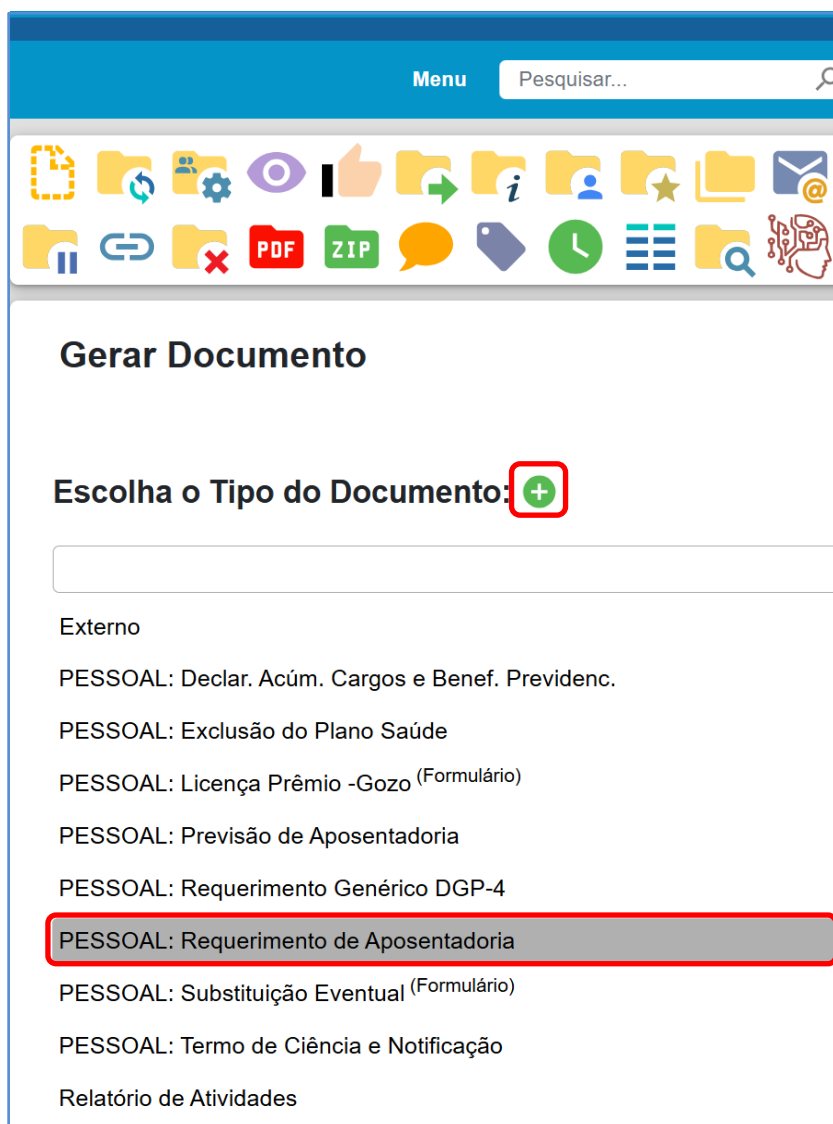 Menu Pesquisar...
PDF ZIP
Gerar Documento
Escolha o Tipo do Documento:
Externo
PESSOAL: Declar. Acúm. Cargos e Benef. Previdenc.
PESSOAL: Exclusão do Plano Saúde
PESSOAL: Licença Prêmio -Gozo (Formulário)
PESSOAL: Previsão de Aposentadoria
PESSOAL: Requerimento Genérico DGP-4
PESSOAL: Requerimento de Aposentadoria
PESSOAL: Substituição Eventual (Formulário)
PESSOAL: Termo de Ciência e Notificação
Relatório de Atividades